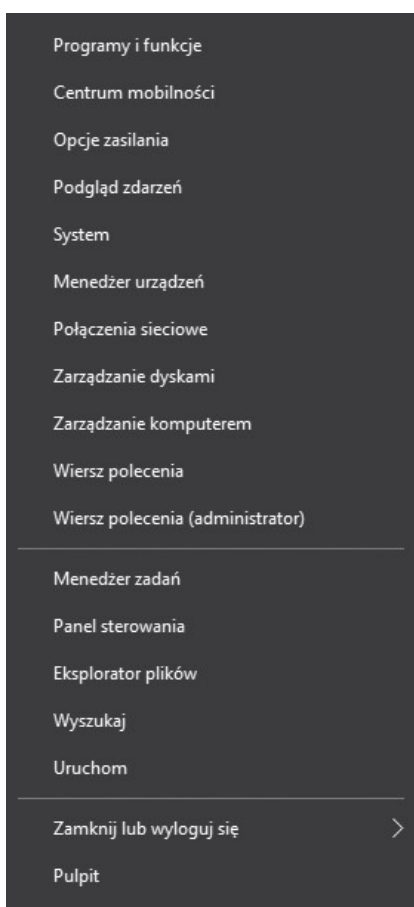 Programy i funkcje
Centrum mobilności
Opcje zasilania
Podgląd zdarzeń
System
Menedżer urządzeń
Połączenia sieciowe
Zarządzanie dyskami
Zarządzanie komputerem
Wiersz polecenia
Wiersz polecenia (administrator)
Menedżer zadań
Panel sterowania
Eksplorator plików
Wyszukaj
Uruchom
Zamknij lub wyloguj się
Pulpit